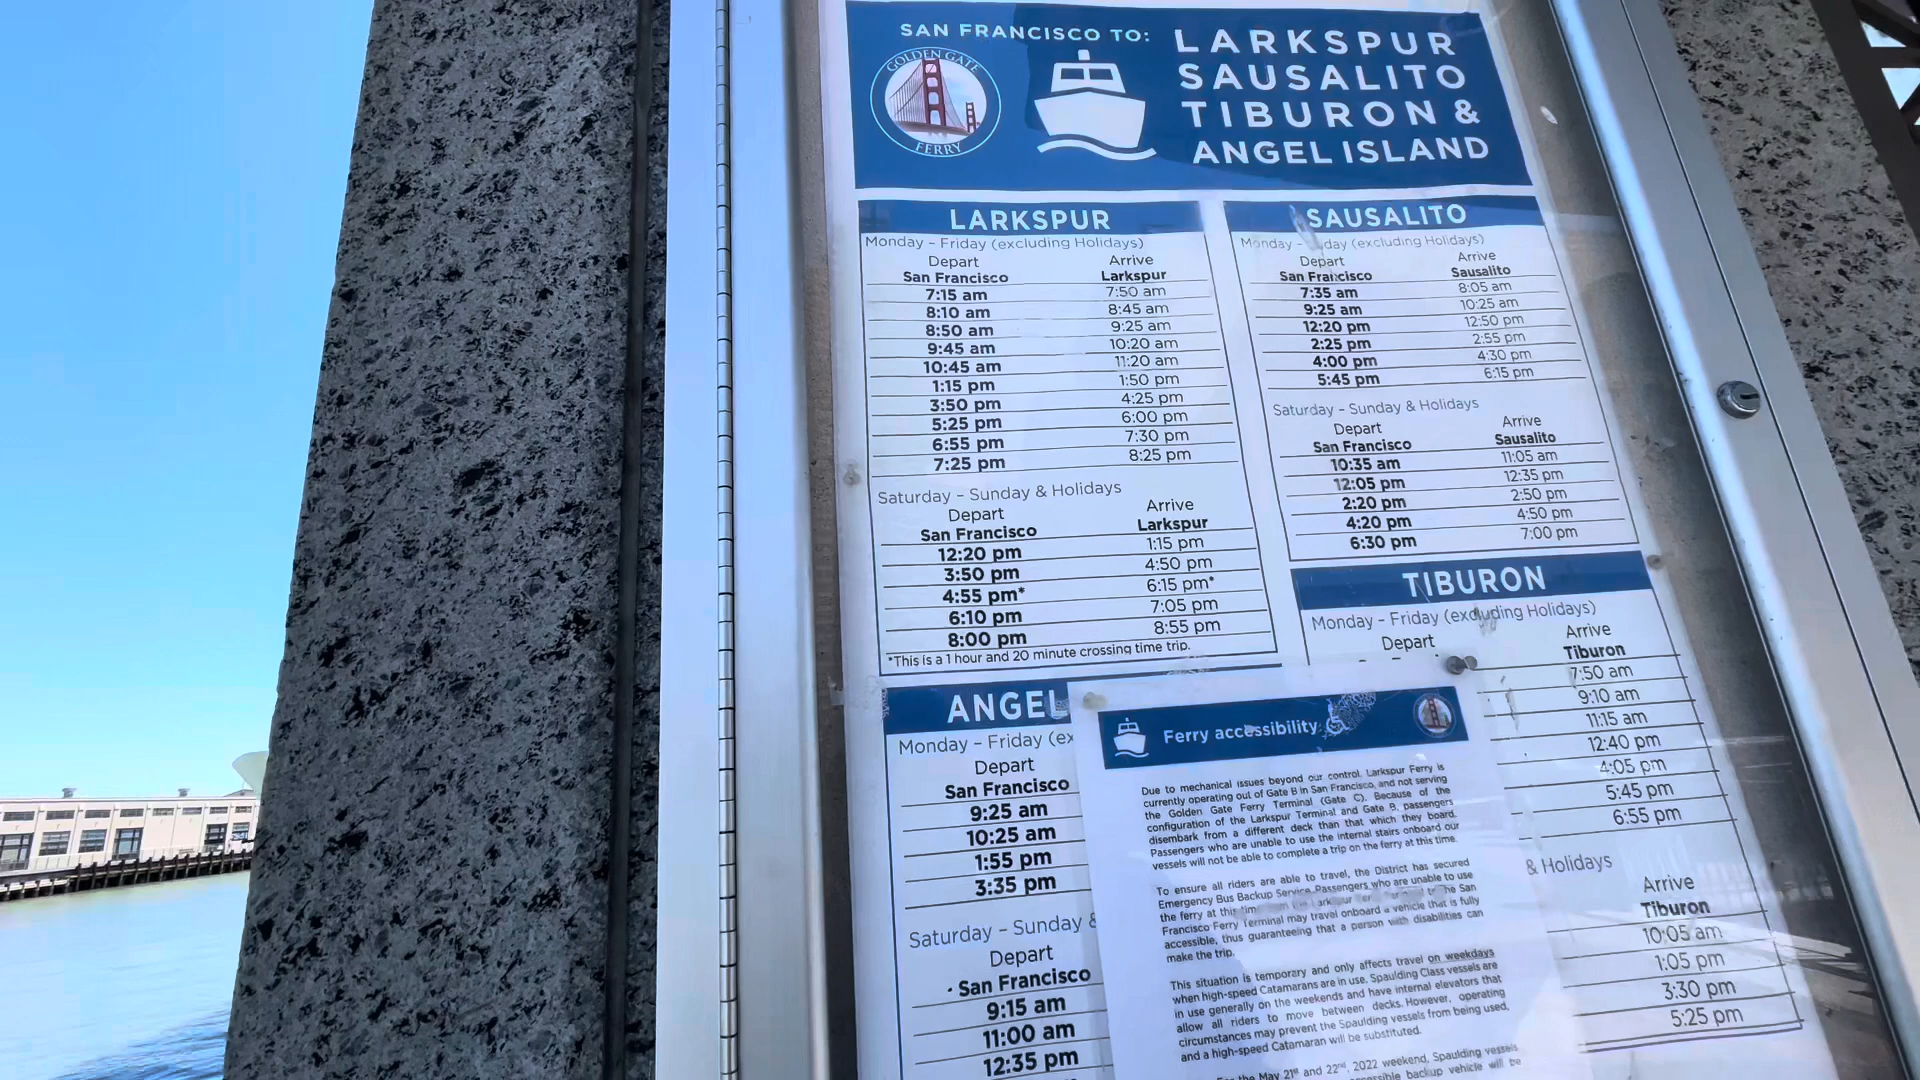 SAN FRANCISCO TO:
LARKSPUR
SAUSALITO
TIBURON &
ANGEL ISLAND
GOLDEN GATE
FERRY
LARKSPUR
Monday – Friday (excluding Holidays)
Depart Arrive
San Francisco Larkspur
7:15 am 7:50 am
8:10 am 8:45 am
8:50 am 9:25 am
9:45 am 10:20 am
10:45 am 11:20 am
1:15 pm 1:50 pm
3:50 pm 4:25 pm
5:25 pm 6:00 pm
6:55 pm 7:30 pm
7:25 pm 8:25 pm
Saturday – Sunday & Holidays
Depart Arrive
San Francisco Larkspur
12:20 pm 1:15 pm
3:50 pm 4:50 pm
4:55 pm* 6:15 pm*
6:10 pm 7:05 pm
8:00 pm 8:55 pm
*This is a 1 hour and 20 minute crossing time trip.
SAUSALITO
Monday – day (excluding Holidays)
Depart Arrive
San Francisco Sausalito
7:35 am 8:05 am
9:25 am 10:25 am
12:20 pm 12:50 pm
2:25 pm 2:55 pm
4:00 pm 4:30 pm
5:45 pm 6:15 pm
Saturday – Sunday & Holidays
Depart Arrive
San Francisco Sausalito
10:35 am 11:05 am
12:05 pm 12:35 pm
2:20 pm 2:50 pm
4:20 pm 4:50 pm
6:30 pm 7:00 pm
TIBURON
Monday – Friday (excluding Holidays)
Depart Arrive
Tiburon
7:50 am
9:10 am
11:15 am
12:40 pm
4:05 pm
5:45 pm
6:55 pm
& Holidays
Arrive
Tiburon
10:05 am
1:05 pm
3:30 pm
5:25 pm
ANGEL
Monday – Friday (ex
Depart
San Francisco
9:25 am
10:25 am
1:55 pm
3:35 pm
Saturday – Sunday &
Depart
San Francisco
9:15 am
11:00 am
12:35 pm
Ferry accessibility
Due to mechanical issues beyond our control, Larkspur Ferry is
currently operating out of Gate B in San Francisco, and not serving
the Golden Gate Ferry Terminal (Gate C). Because of the
configuration of the Larkspur Terminal and Gate B, passengers
disembark from a different deck than that which they board.
Passengers who are unable to use the internal stairs onboard our
vessels will not be able to complete a trip on the ferry at this time.
To ensure all riders are able to travel, the District has secured
Emergency Bus Backup Service. Passengers who are unable to use
the ferry at this the San
Francisco Ferry Terminal may travel onboard a vehicle that is fully
accessible, thus guaranteeing that a person with disabilities can
make the trip.
This situation is temporary and only affects travel on weekdays
when high-speed Catamarans are in use. Spaulding Class vessels are
in use generally on the weekends and have internal elevators that
allow all riders to move between decks. However, operating
circumstances may prevent the Spaulding vessels from being used,
and a high-speed Catamaran will be substituted.
the May 21st and 22nd, 2022 weekend, Spaulding vessels
backup vehicle will be